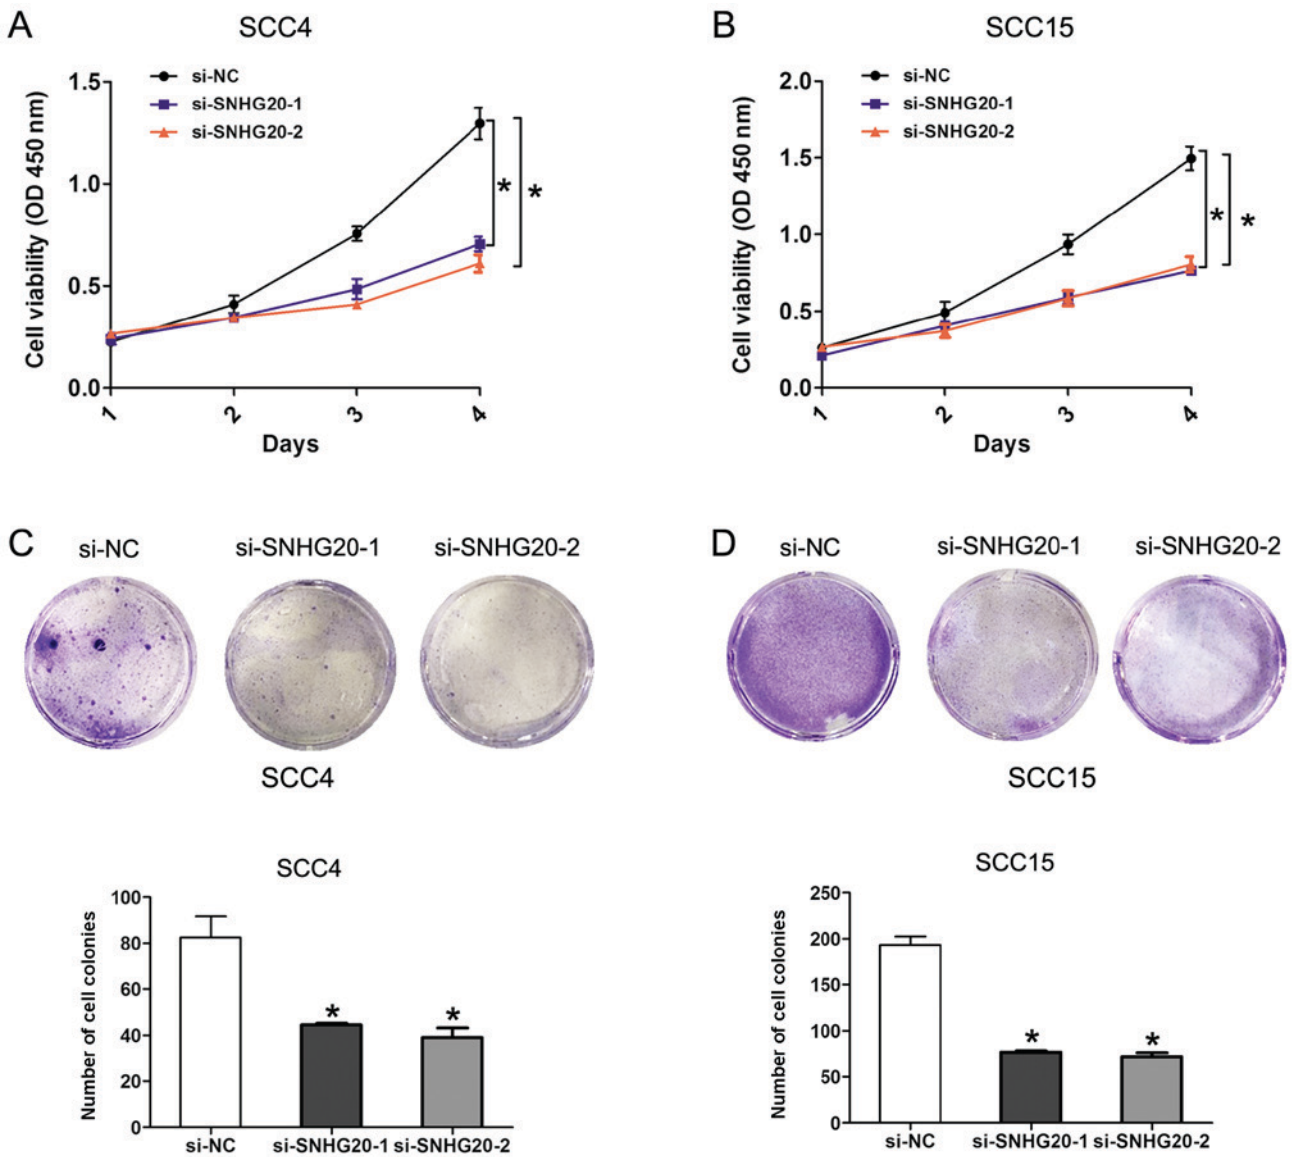 A
SCC4
si-NC
si-SNHG20-1
si-SNHG20-2
Cell viability (OD 450 nm)
1.5
1.0
0.5
0.0
*
*
1
2
3
4
Days
B
SCC15
si-NC
si-SNHG20-1
si-SNHG20-2
Cell viability (OD 450 nm)
2.0
1.5
1.0
0.5
0.0
*
*
1
2
3
4
Days
C
si-NC
si-SNHG20-1
si-SNHG20-2
SCC4
SCC4
Number of cell colonies
100
80
60
40
20
0
*
*
si-NC
si-SNHG20-1
si-SNHG20-2
D
si-NC
si-SNHG20-1
si-SNHG20-2
SCC15
SCC15
Number of cell colonies
250
200
150
100
50
0
*
*
si-NC
si-SNHG20-1
si-SNHG20-2